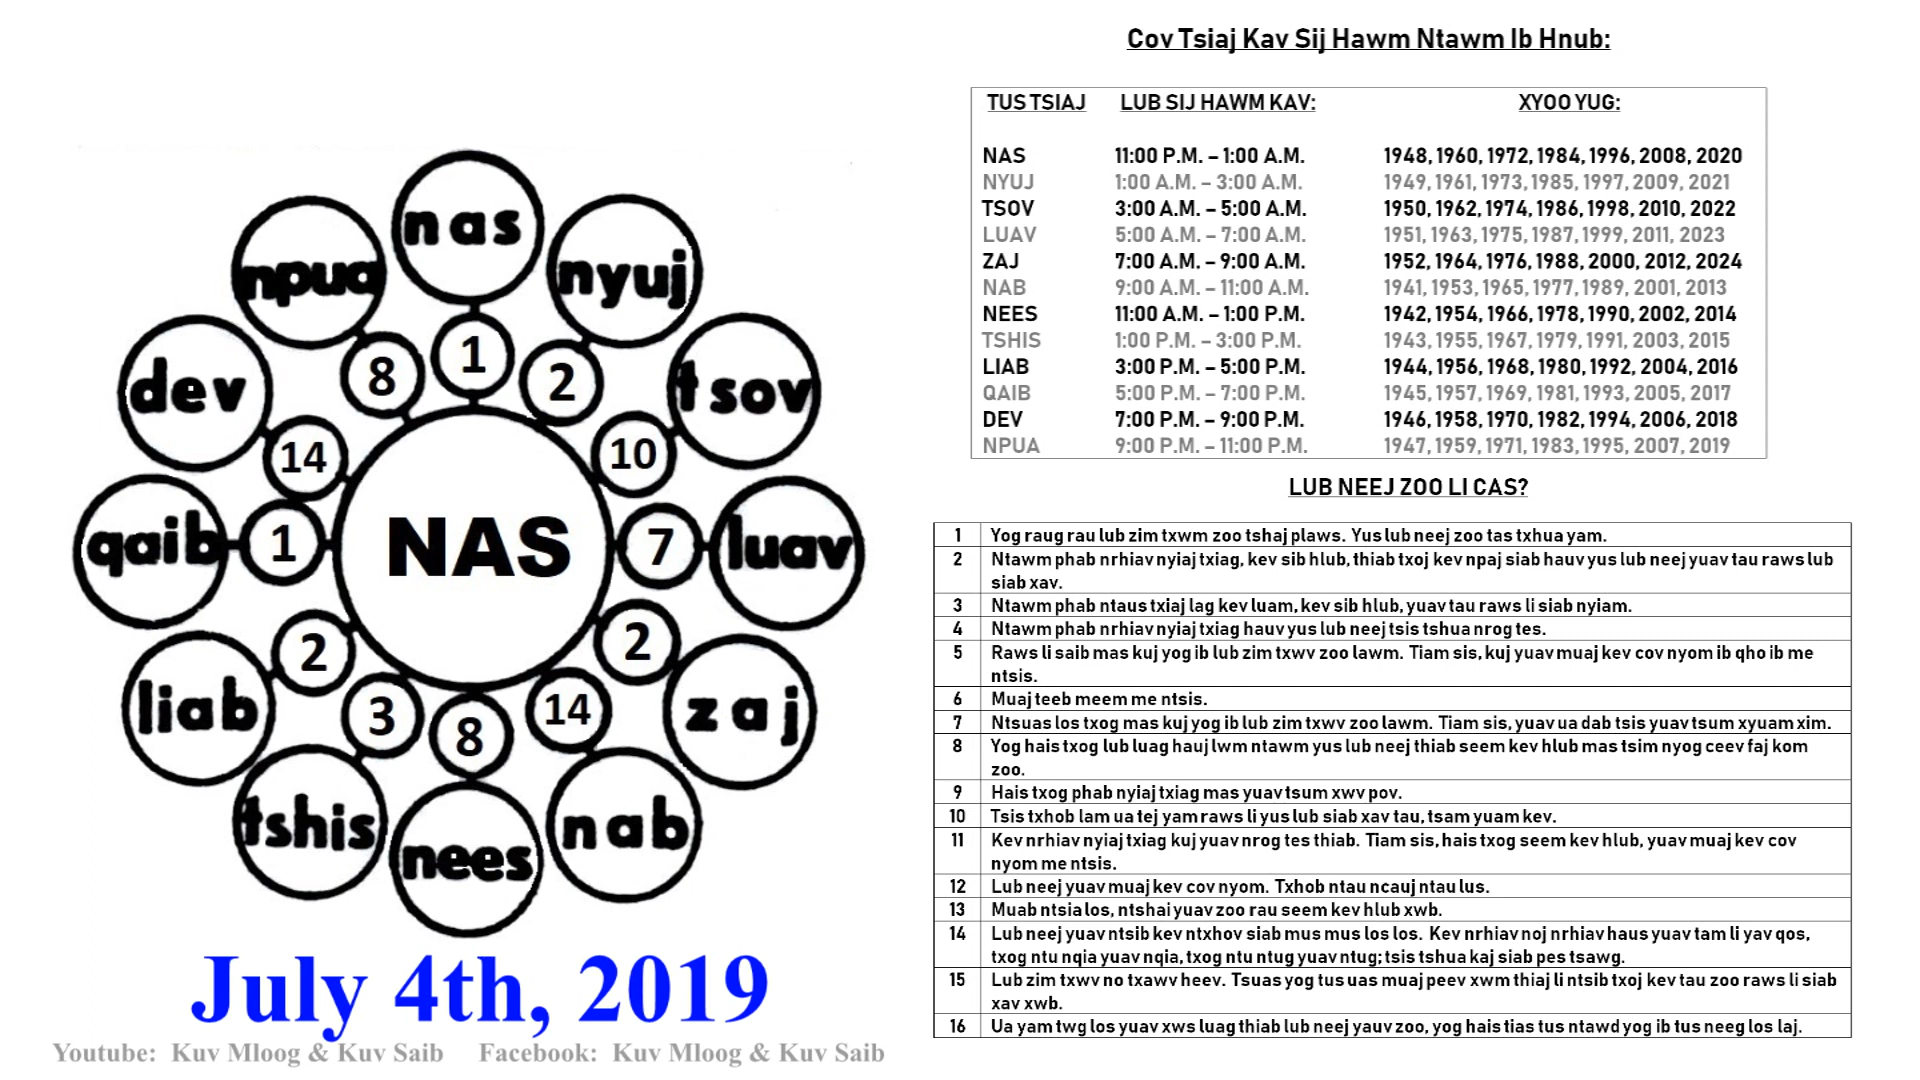 nas
nyuj
tsov
luav
zaj
nab
nees
tshis
liab
qaib
dev
npua
1
2
10
7
2
14
8
3
2
1
14
8
NAS
July 4th, 2019
Youtube: Kuv Mloog & Kuv Saib Facebook: Kuv Mloog & Kuv Saib
Cov Tsiaj Kav Sij Hawm Ntawm Ib Hnub:
TUS TSIAJ LUB SIJ HAWM KAV: XYOO YUG:
NAS 11:00 P.M. – 1:00 A.M. 1948, 1960, 1972, 1984, 1996, 2008, 2020
NYUJ 1:00 A.M. – 3:00 A.M. 1949, 1961, 1973, 1985, 1997, 2009, 2021
TSOV 3:00 A.M. – 5:00 A.M. 1950, 1962, 1974, 1986, 1998, 2010, 2022
LUAV 5:00 A.M. – 7:00 A.M. 1951, 1963, 1975, 1987, 1999, 2011, 2023
ZAJ 7:00 A.M. – 9:00 A.M. 1952, 1964, 1976, 1988, 2000, 2012, 2024
NAB 9:00 A.M. – 11:00 A.M. 1941, 1953, 1965, 1977, 1989, 2001, 2013
NEES 11:00 A.M. – 1:00 P.M. 1942, 1954, 1966, 1978, 1990, 2002, 2014
TSHIS 1:00 P.M. – 3:00 P.M. 1943, 1955, 1967, 1979, 1991, 2003, 2015
LIAB 3:00 P.M. – 5:00 P.M. 1944, 1956, 1968, 1980, 1992, 2004, 2016
QAIB 5:00 P.M. – 7:00 P.M. 1945, 1957, 1969, 1981, 1993, 2005, 2017
DEV 7:00 P.M. – 9:00 P.M. 1946, 1958, 1970, 1982, 1994, 2006, 2018
NPUA 9:00 P.M. – 11:00 P.M. 1947, 1959, 1971, 1983, 1995, 2007, 2019
LUB NEEJ ZOO LI CAS?
1 Yog raug rau lub zim txwm zoo tshaj plaws. Yus lub neej zoo tas txhua yam.
2 Ntawm phab nrhiav nyiaj txiag, kev sib hlub, thiab txoj kev npaj siab hauv yus lub neej yuav tau raws lub
siab xav.
3 Ntawm phab ntaus txiaj lag kev luam, kev sib hlub, yuav tau raws li siab nyiam.
4 Ntawm phab nrhiav nyiaj txiag hauv yus lub neej tsis tshua nrog tes.
5 Raws li saib mas kuj yog ib lub zim txwv zoo lawm. Tiam sis, kuj yuav muaj kev cov nyom ib qho ib me
ntsis.
6 Muaj teeb meem me ntsis.
7 Ntsuas los txog mas kuj yog ib lub zim txwv zoo lawm. Tiam sis, yuav ua dab tsis yuav tsum xyuam xim.
8 Yog hais txog lub luag hauj lwm ntawm yus lub neej thiab seem kev hlub mas tsim nyog ceev faj kom
zoo.
9 Hais txog phab nyiaj txiag mas yuav tsum xwv pov.
10 Tsis txhob lam ua tej yam raws li yus lub siab xav tau, tsam yuam kev.
11 Kev nrhiav nyiaj txiag kuj yuav nrog tes thiab. Tiam sis, hais txog seem kev hlub, yuav muaj kev cov
nyom me ntsis.
12 Lub neej yuav muaj kev cov nyom. Txhob ntau ncauj ntau lus.
13 Muab ntsia los, ntshai yuav zoo rau seem kev hlub xwb.
14 Lub neej yuav ntsib kev ntxhov siab mus mus los los. Kev nrhiav noj nrhiav haus yuav tam li yav qos,
txog ntu nqia yuav nqia, txog ntu ntug yuav ntug; tsis tshua kaj siab pes tsawg.
15 Lub zim txwv no txawv heev. Tsuas yog tus uas muaj peev xwm thiaj li ntsib txoj kev tau zoo raws li siab
xav xwb.
16 Ua yam twg los yuav xws luag thiab lub neej yauv zoo, yog hais tias tus ntawd yog ib tus neeg los laj.